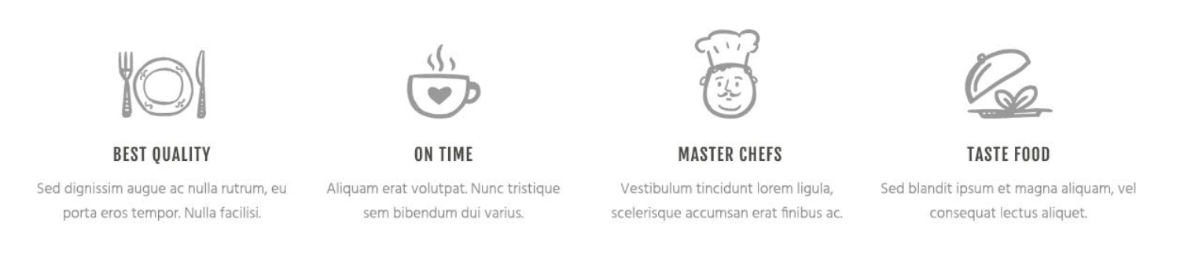 BEST QUALITY
Sed dignissim augue ac nulla rutrum, eu
porta eros tempor. Nulla facilisi.
ON TIME
Aliquam erat volutpat. Nunc tristique
sem bibendum dui varius.
MASTER CHEFS
Vestibulum tincidunt lorem ligula,
scelerisque accumsan erat finibus ac.
TASTE FOOD
Sed blandit ipsum et magna aliquam, vel
consequat lectus aliquet.